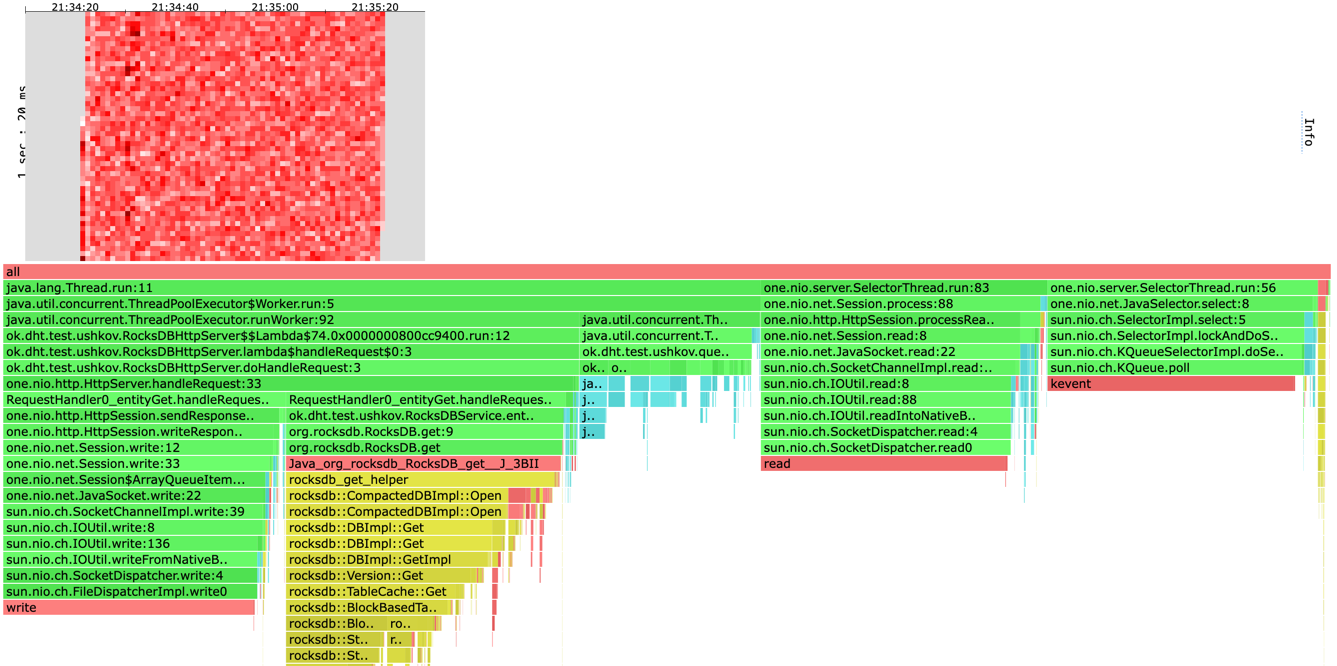 21:34:20 21:34:40 21:35:00 21:35:20
1 sec : 20 ms
Info
all
java.lang.Thread.run:11 one.nio.server.SelectorThread.run:83 one.nio.server.SelectorThread.run:56
java.util.concurrent.ThreadPoolExecutor$Worker.run:5 one.nio.net.Session.process:88 one.nio.net.JavaSelector.select:8
java.util.concurrent.ThreadPoolExecutor.runWorker:92 java.util.concurrent.Th.. one.nio.http.HttpSession.processRea.. sun.nio.ch.SelectorImpl.select:5
ok.dht.test.ushkov.RocksDBHttpServer$$Lambda$74.0x0000000800cc9400.run:12 java.util.concurrent.T.. one.nio.net.Session.read:8 sun.nio.ch.SelectorImpl.lockAndDoS..
ok.dht.test.ushkov.RocksDBHttpServer.lambda$handleRequest$0:3 ok.dht.test.ushkov.que.. one.nio.net.JavaSocket.read:22 sun.nio.ch.KQueueSelectorImpl.doSe..
ok.dht.test.ushkov.RocksDBHttpServer.doHandleRequest:3 ok.. o.. sun.nio.ch.SocketChannelImpl.read:.. sun.nio.ch.KQueue.poll
one.nio.http.HttpServer.handleRequest:33 ja.. sun.nio.ch.IOUtil.read:8 kevent
RequestHandler0_entityGet.handleReques.. RequestHandler0_entityGet.handleReques.. j.. sun.nio.ch.IOUtil.read:88
one.nio.http.HttpSession.sendResponse.. ok.dht.test.ushkov.RocksDBService.ent.. j.. sun.nio.ch.IOUtil.readIntoNativeB..
one.nio.http.HttpSession.writeRespon.. org.rocksdb.RocksDB.get:9 j.. sun.nio.ch.SocketDispatcher.read:4
one.nio.net.Session.write:12 org.rocksdb.RocksDB.get sun.nio.ch.SocketDispatcher.read0
one.nio.net.Session.write:33 Java_org_rocksdb_RocksDB_get__J_3BII read
one.nio.net.Session$ArrayQueueItem... rocksdb_get_helper
one.nio.net.JavaSocket.write:22 rocksdb::CompactedDBImpl::Open
sun.nio.ch.SocketChannelImpl.write:39 rocksdb::CompactedDBImpl::Open
sun.nio.ch.IOUtil.write:8 rocksdb::DBImpl::Get
sun.nio.ch.IOUtil.write:136 rocksdb::DBImpl::Get
sun.nio.ch.IOUtil.writeFromNativeB.. rocksdb::DBImpl::GetImpl
sun.nio.ch.SocketDispatcher.write:4 rocksdb::Version::Get
sun.nio.ch.FileDispatcherImpl.write0 rocksdb::TableCache::Get
write rocksdb::BlockBasedTa..
rocksdb::Blo.. ro..
rocksdb::St.. r..
rocksdb::St..